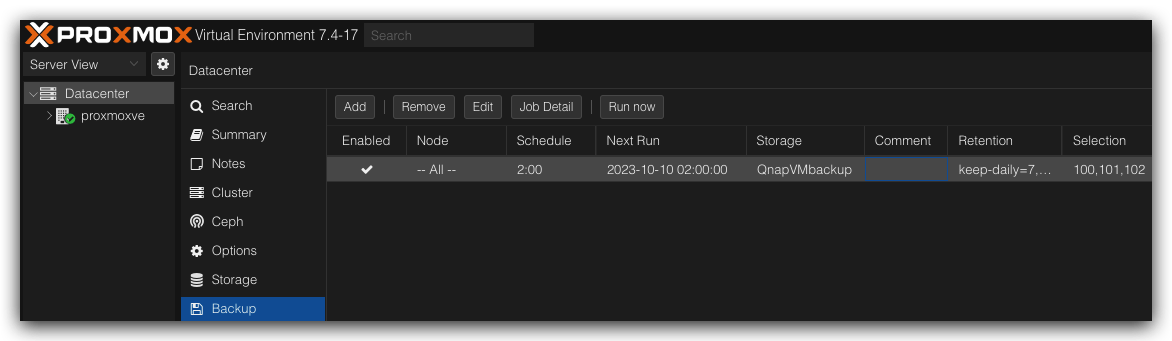 PROXMOX Virtual Environment 7.4-17 Search
Server View
Datacenter
proxmoxve
Datacenter
Search
Summary
Notes
Cluster
Ceph
Options
Storage
Backup
Add Remove Edit Job Detail Run now
Enabled Node Schedule Next Run Storage Comment Retention Selection
-- All -- 2:00 2023-10-10 02:00:00 QnapVMbackup keep-daily=7,... 100,101,102